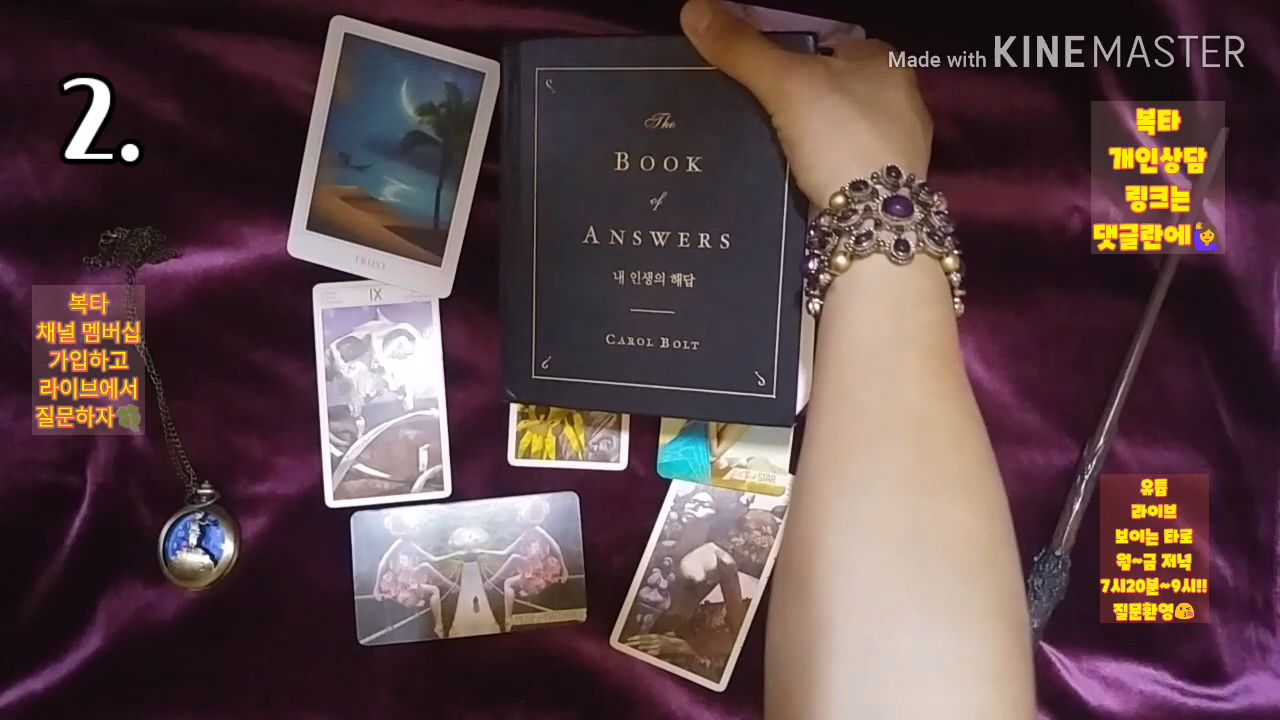 Made with KINEMASTER
2.
복타
개인상담
링크는
댓글란에🙋‍♀️
The
BOOK
of
ANSWERS
내 인생의 해답
CAROL BOLT
TRUST
IX
복타
채널 멤버십
가입하고
라이브에서
질문하자🍀
STAR
유튭
라이브
보이는 타로
월~금 저녁
7시20분~9시!!
질문환영😘